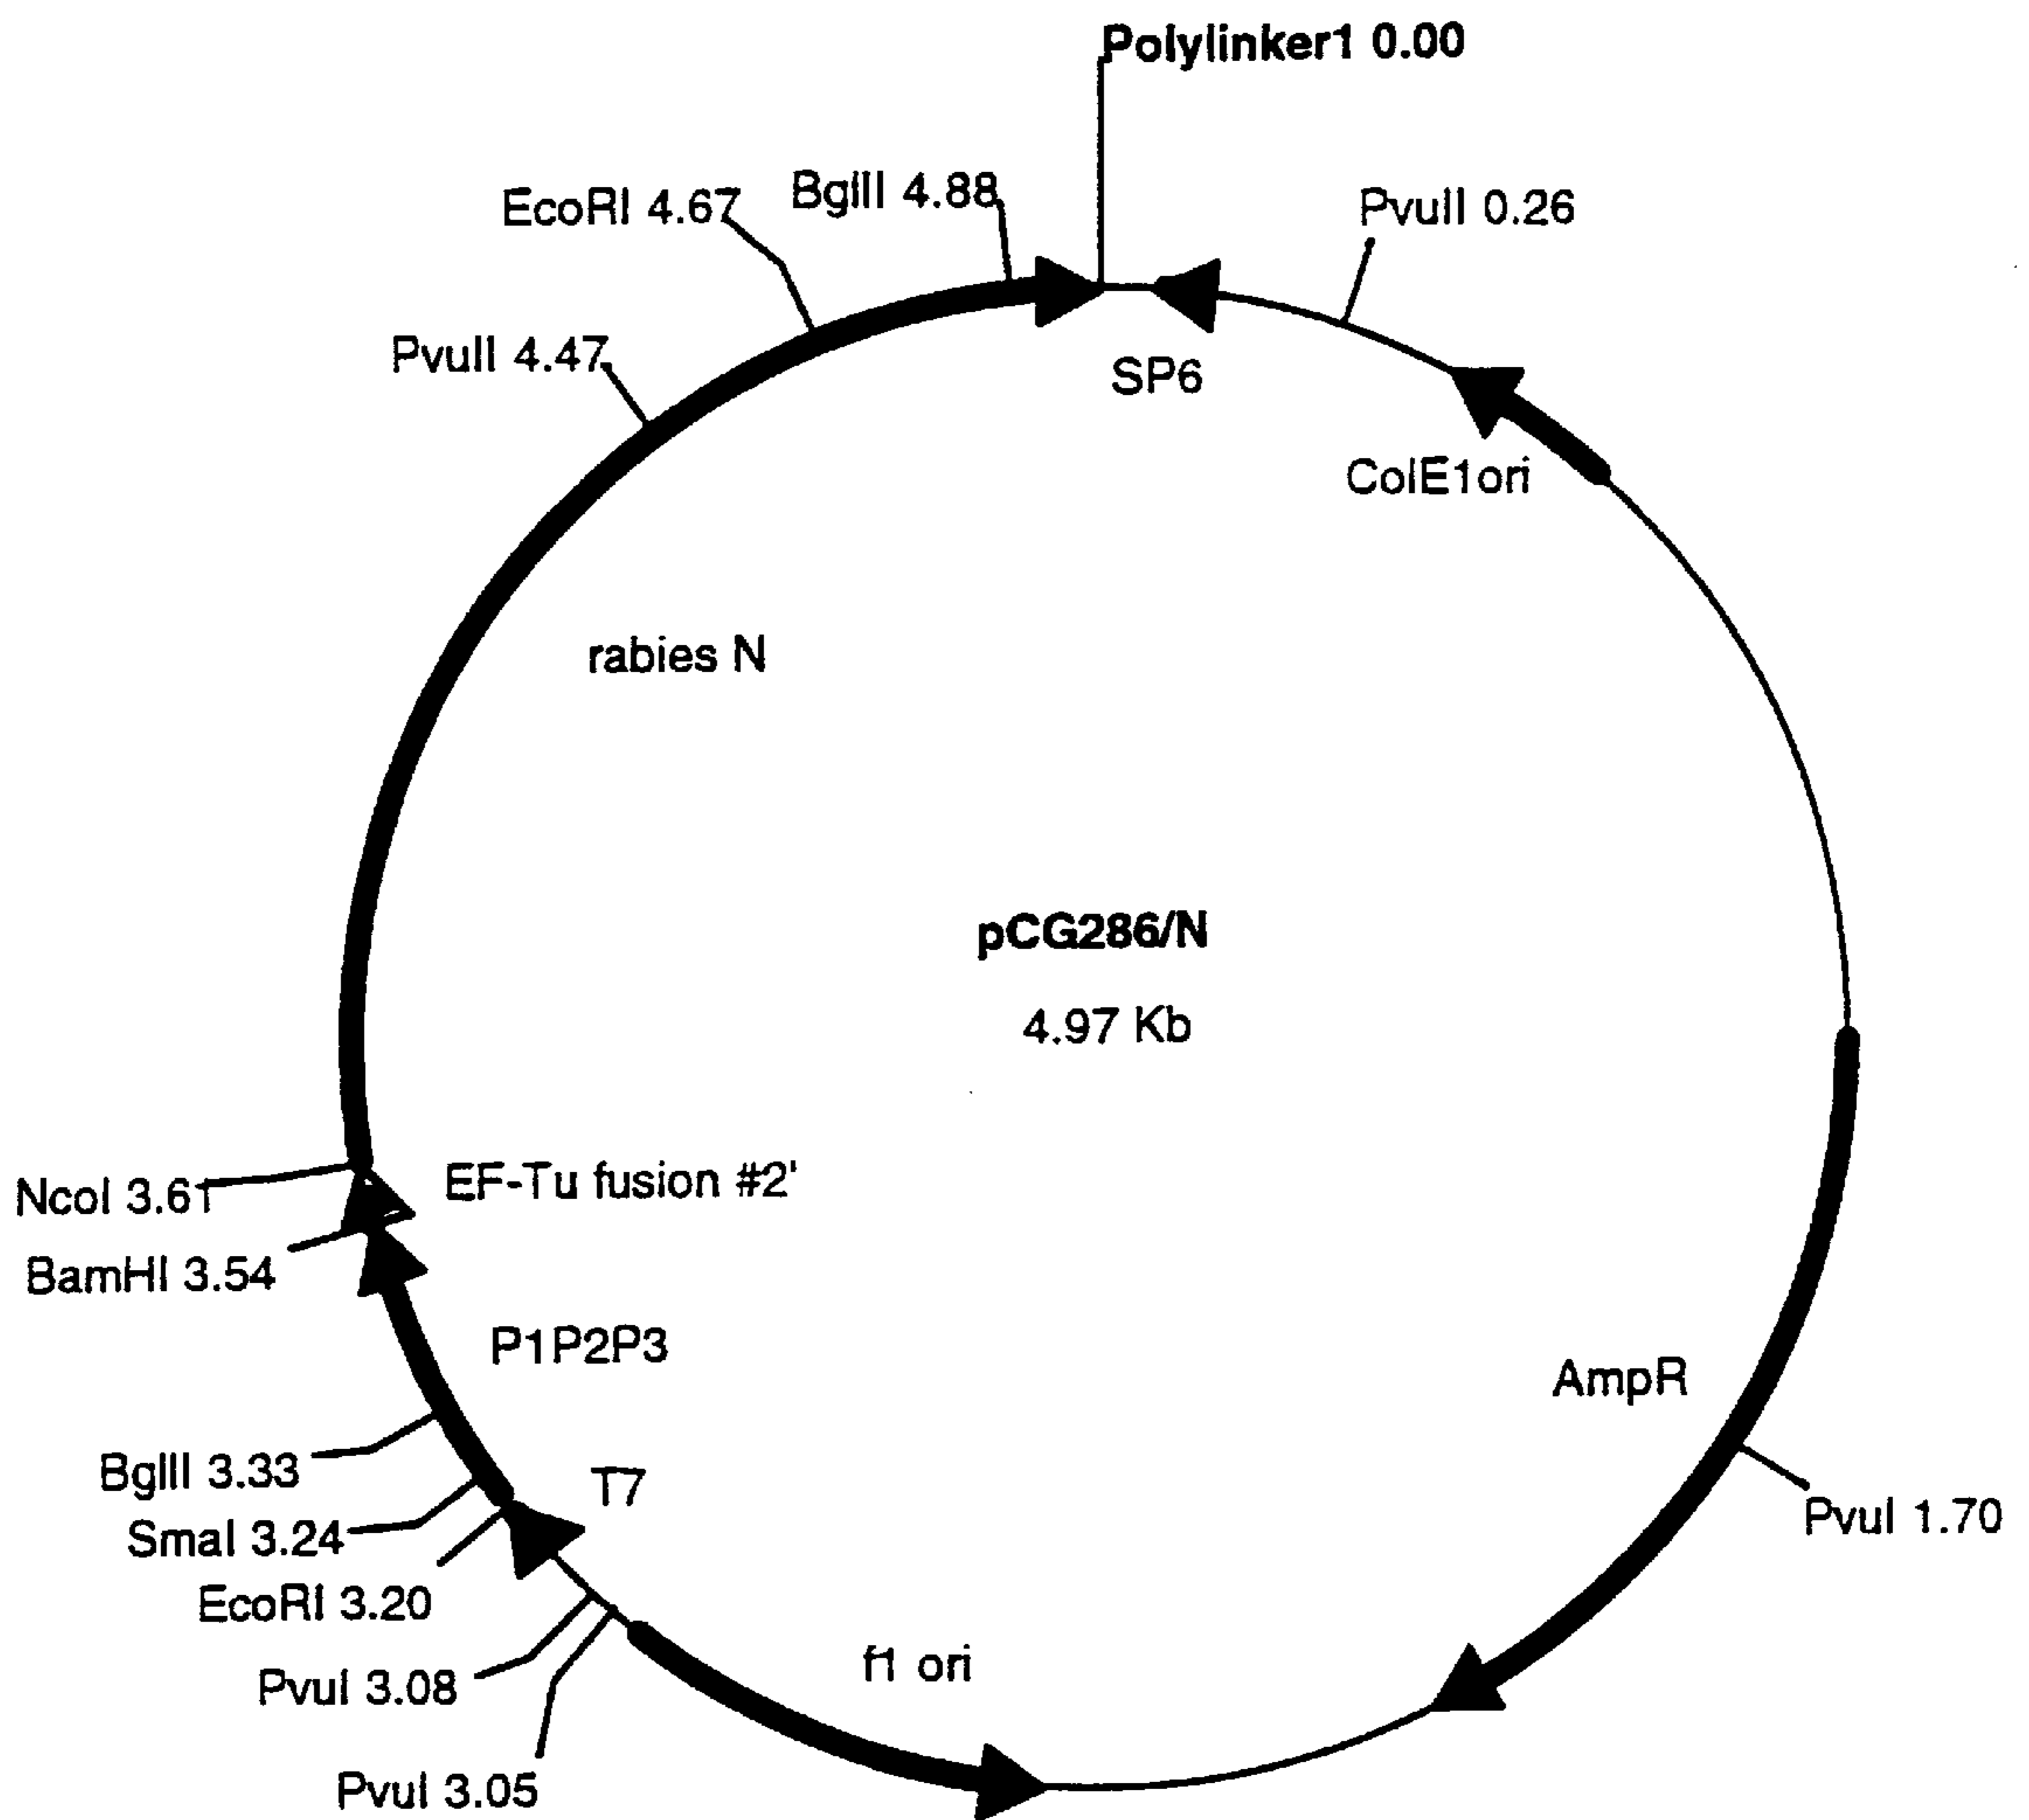 Polylinker1 0.00
EcoRI 4.67
BglII 4.88
PvuII 0.26
PvuII 4.47
SP6
ColE1ori
rabies N
pCG286/N
4.97 Kb
NcoI 3.61
EF-Tu fusion #2'
BamHI 3.54
P1P2P3
AmpR
BglII 3.33
T7
PvuI 1.70
SmaI 3.24
EcoRI 3.20
f1 ori
PvuI 3.08
PvuI 3.05